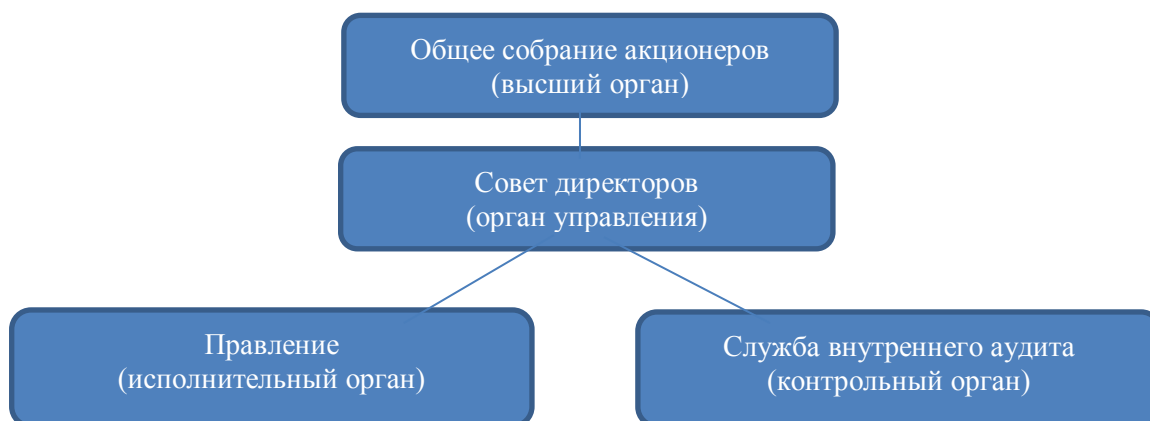 Общее собрание акционеров
(высший орган)
Совет директоров
(орган управления)
Правление
(исполнительный орган)
Служба внутреннего аудита
(контрольный орган)